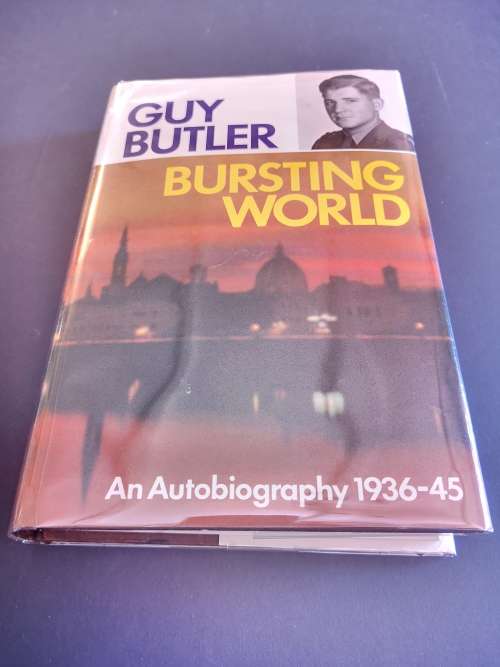 GUY
BUTLER
BURSTING
WORLD
An Autobiography 1936-45